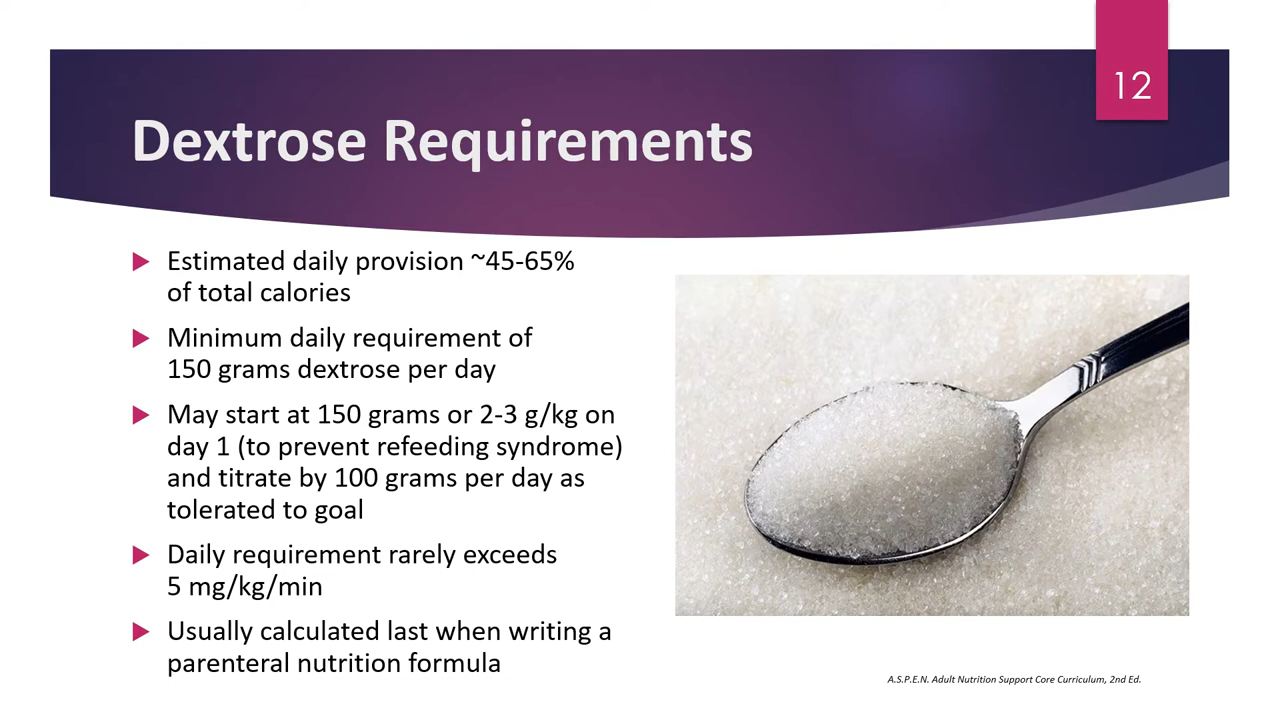 12
Dextrose Requirements
Estimated daily provision ~45-65%
of total calories
Minimum daily requirement of
150 grams dextrose per day
May start at 150 grams or 2-3 g/kg on
day 1 (to prevent refeeding syndrome)
and titrate by 100 grams per day as
tolerated to goal
Daily requirement rarely exceeds
5 mg/kg/min
Usually calculated last when writing a
parenteral nutrition formula
A.S.P.E.N. Adult Nutrition Support Core Curriculum, 2nd Ed.